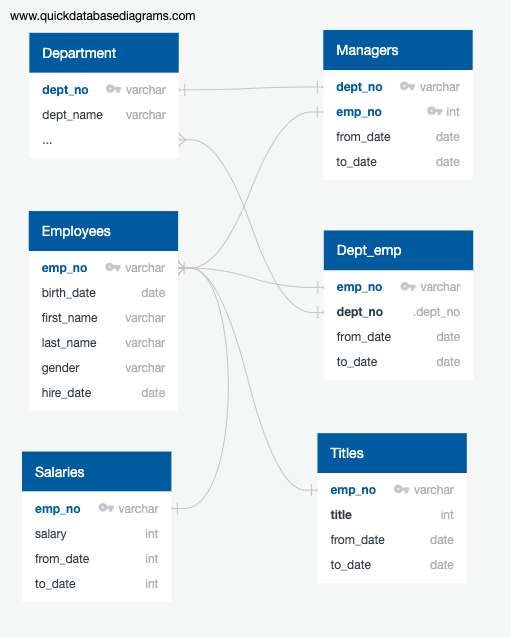 www.quickdatabasediagrams.com
Department
dept_no varchar
dept_name varchar
...
Managers
dept_no varchar
emp_no int
from_date date
to_date date
Employees
emp_no varchar
birth_date date
first_name varchar
last_name varchar
gender varchar
hire_date date
Dept_emp
emp_no varchar
dept_no .dept_no
from_date date
to_date date
Salaries
emp_no varchar
salary int
from_date int
to_date int
Titles
emp_no varchar
title int
from_date date
to_date date